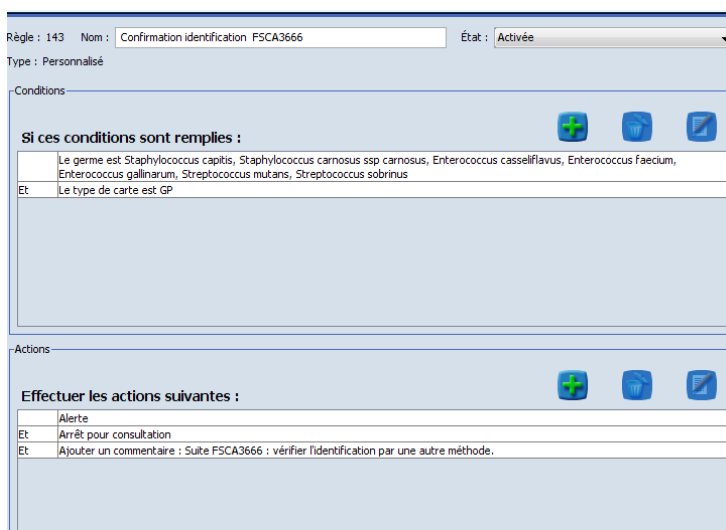 Règle : 143 Nom : Confirmation identification FSCA3666 État : Activée
Type : Personnalisé
Conditions
Si ces conditions sont remplies :
Le germe est Staphylococcus capitis, Staphylococcus carnosus ssp carnosus, Enterococcus casseliflavus, Enterococcus faecium,
Enterococcus gallinarum, Streptococcus mutans, Streptococcus sobrinus
Et Le type de carte est GP
Actions
Effectuer les actions suivantes :
Alerte
Et Arrêt pour consultation
Et Ajouter un commentaire : Suite FSCA3666 : vérifier l'identification par une autre méthode.